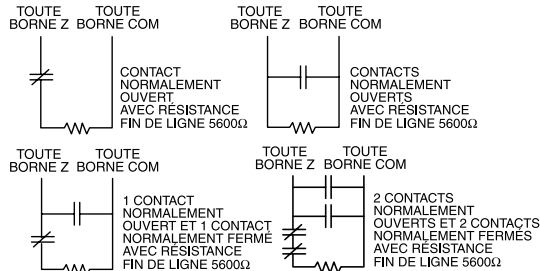 TOUTE TOUTE
BORNE Z BORNE COM
CONTACT
NORMALEMENT
OUVERT
AVEC RÉSISTANCE
FIN DE LIGNE 5600Ω
TOUTE TOUTE
BORNE Z BORNE COM
CONTACTS
NORMALEMENT
OUVERTS
AVEC RÉSISTANCE
FIN DE LIGNE 5600Ω
TOUTE TOUTE
BORNE Z BORNE COM
1 CONTACT
NORMALEMENT
OUVERT ET 1 CONTACT
NORMALEMENT FERMÉ
AVEC RÉSISTANCE
FIN DE LIGNE 5600Ω
TOUTE TOUTE
BORNE Z BORNE COM
2 CONTACTS
NORMALEMENT
OUVERTS ET 2 CONTACTS
NORMALEMENT FERMÉS
AVEC RÉSISTANCE
FIN DE LIGNE 5600Ω